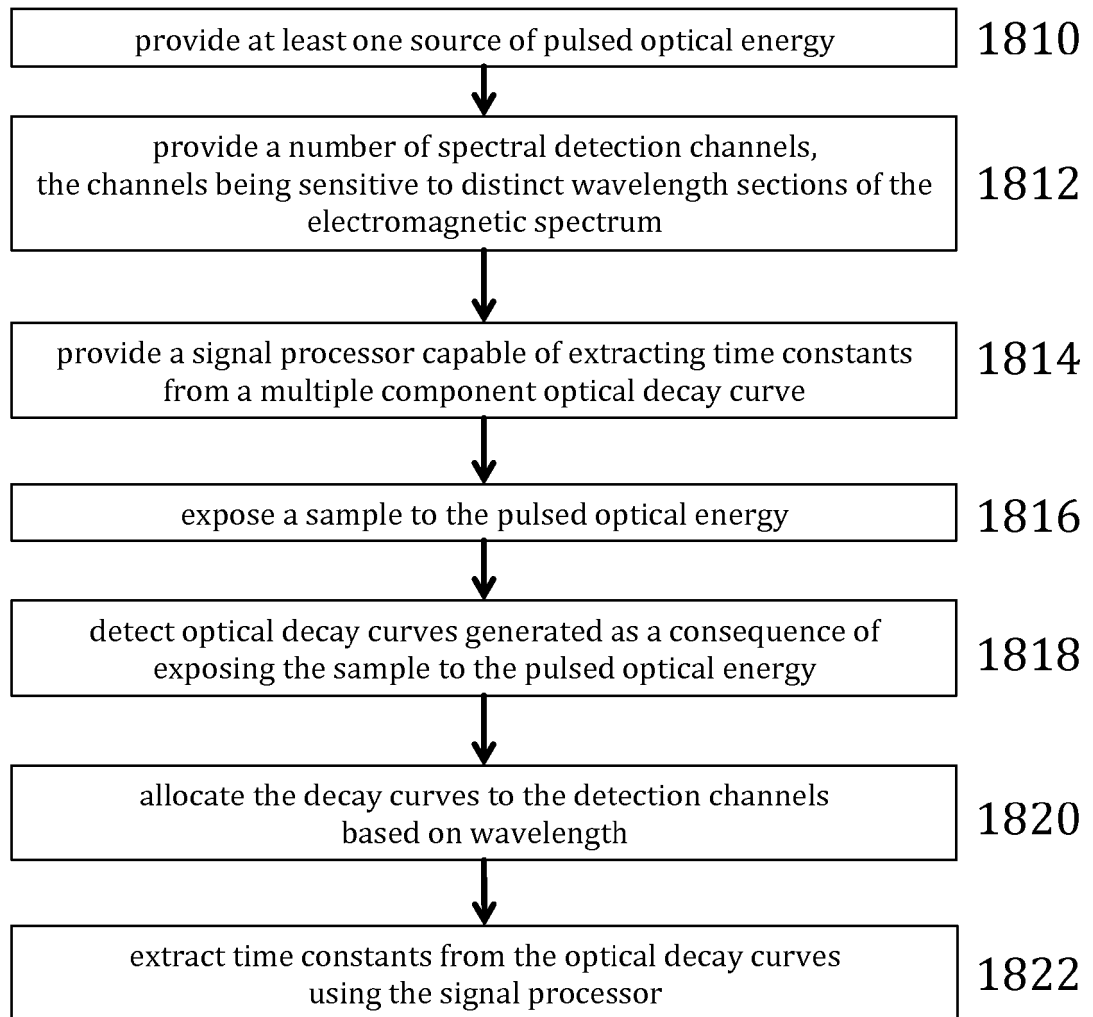 provide at least one source of pulsed optical energy
1810
provide a number of spectral detection channels,
the channels being sensitive to distinct wavelength sections of the
electromagnetic spectrum
1812
provide a signal processor capable of extracting time constants
from a multiple component optical decay curve
1814
expose a sample to the pulsed optical energy
1816
detect optical decay curves generated as a consequence of
exposing the sample to the pulsed optical energy
1818
allocate the decay curves to the detection channels
based on wavelength
1820
extract time constants from the optical decay curves
using the signal processor
1822